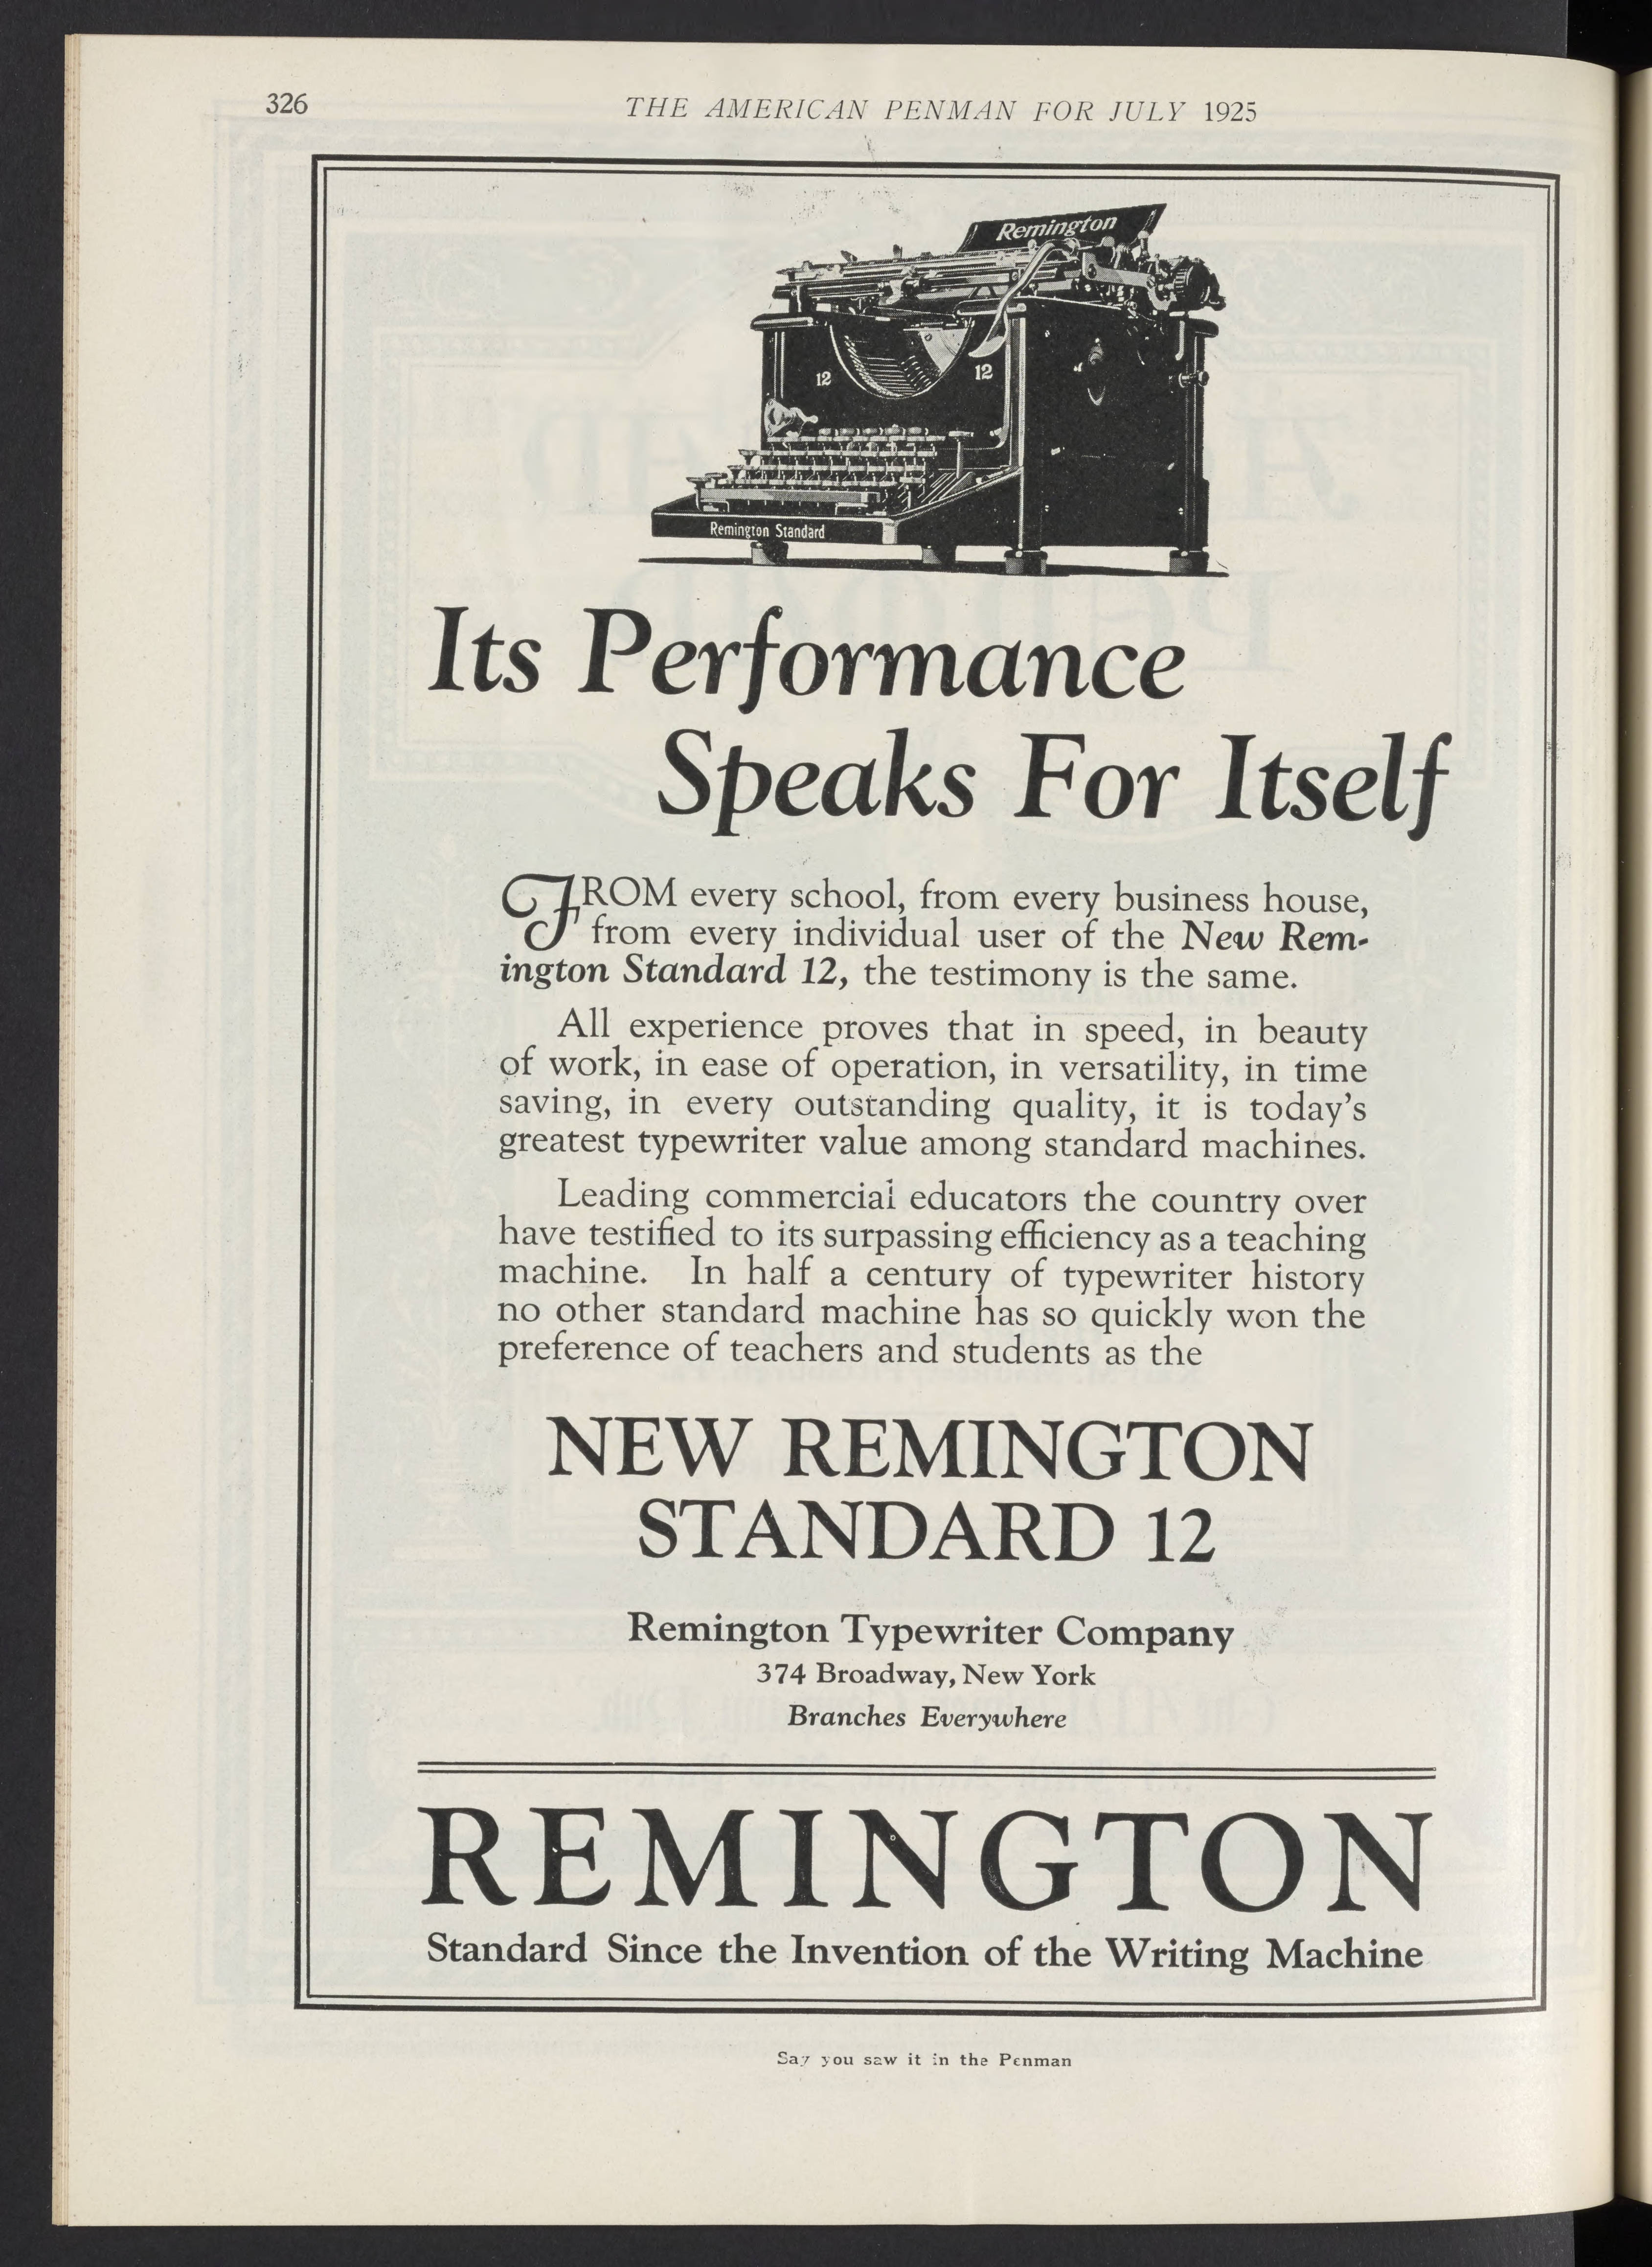 326
THE AMERICAN PENMAN FOR JULY 1925
Remington
12
12
Remington Standard
Its Performance
Speaks For Itself
FROM every school, from every business house,
from every individual user of the New Rem-
ington Standard 12, the testimony is the same.
All experience proves that in speed, in beauty
of work, in ease of operation, in versatility, in time
saving, in every outstanding quality, it is today's
greatest typewriter value among standard machines.
Leading commercial educators the country over
have testified to its surpassing efficiency as a teaching
machine. In half a century of typewriter history
no other standard machine has so quickly won the
preference of teachers and students as the
NEW REMINGTON
STANDARD 12
Remington Typewriter Company
374 Broadway, New York
Branches Everywhere
REMINGTON
Standard Since the Invention of the Writing Machine
Say you saw it in the Penman